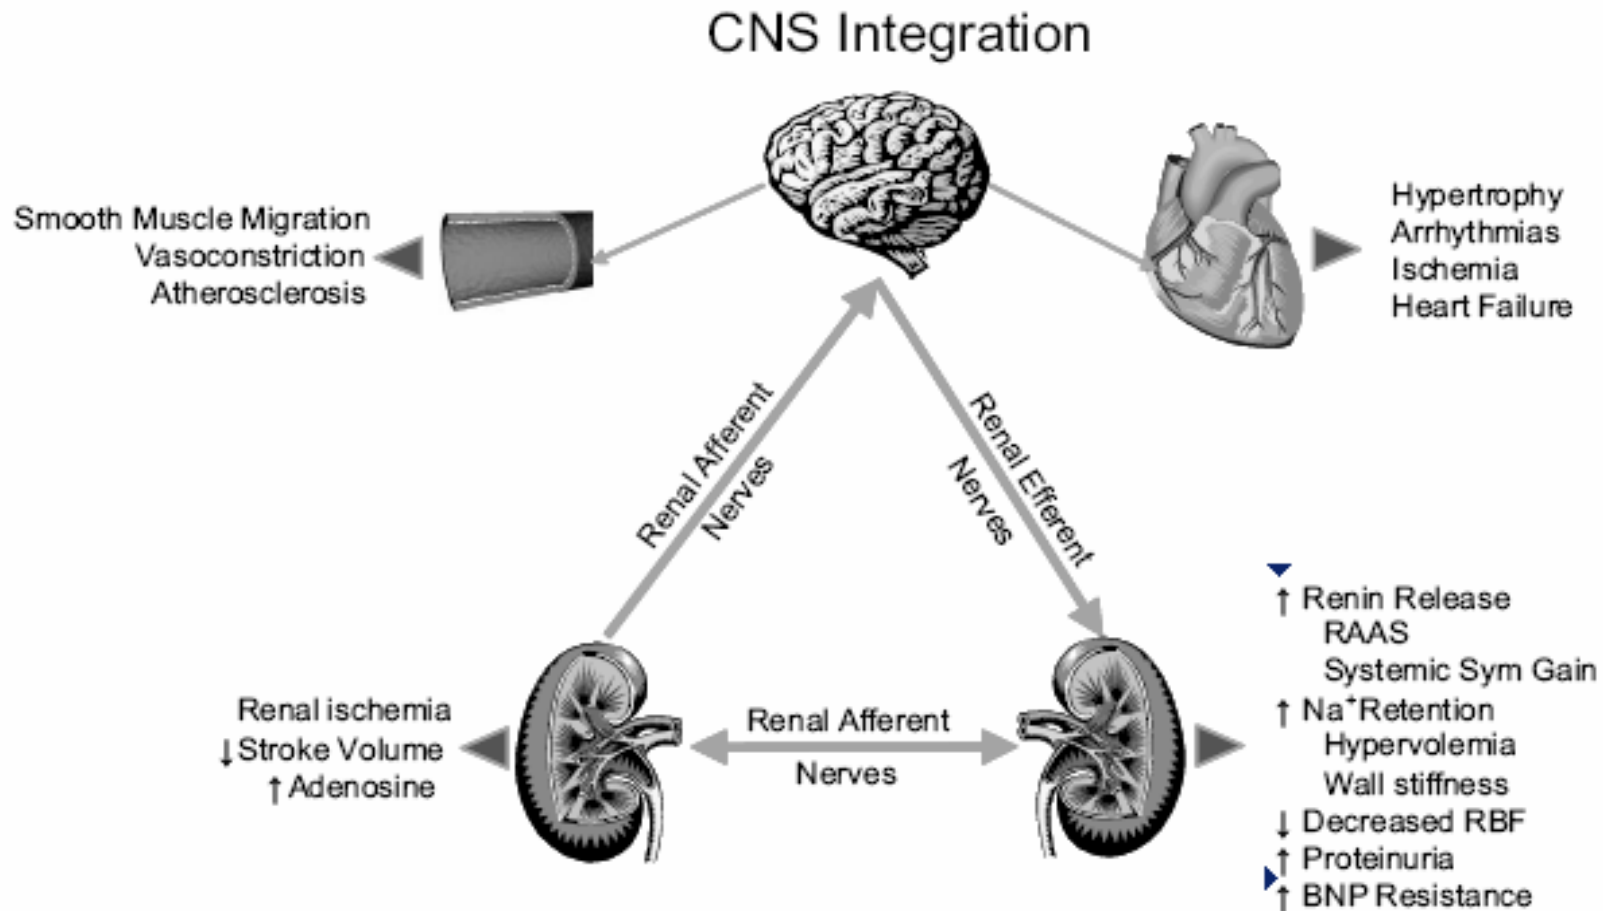 CNS Integration
Smooth Muscle Migration
Vasoconstriction
Atherosclerosis
Hypertrophy
Arrhythmias
Ischemia
Heart Failure
Renal Afferent
Nerves
Renal Efferent
Nerves
Renal ischemia
↓Stroke Volume
↑Adenosine
Renal Afferent
Nerves
↑ Renin Release
RAAS
Systemic Sym Gain
↑ Na⁺Retention
Hypervolemia
Wall stiffness
↓ Decreased RBF
↑ Proteinuria
↑ BNP Resistance